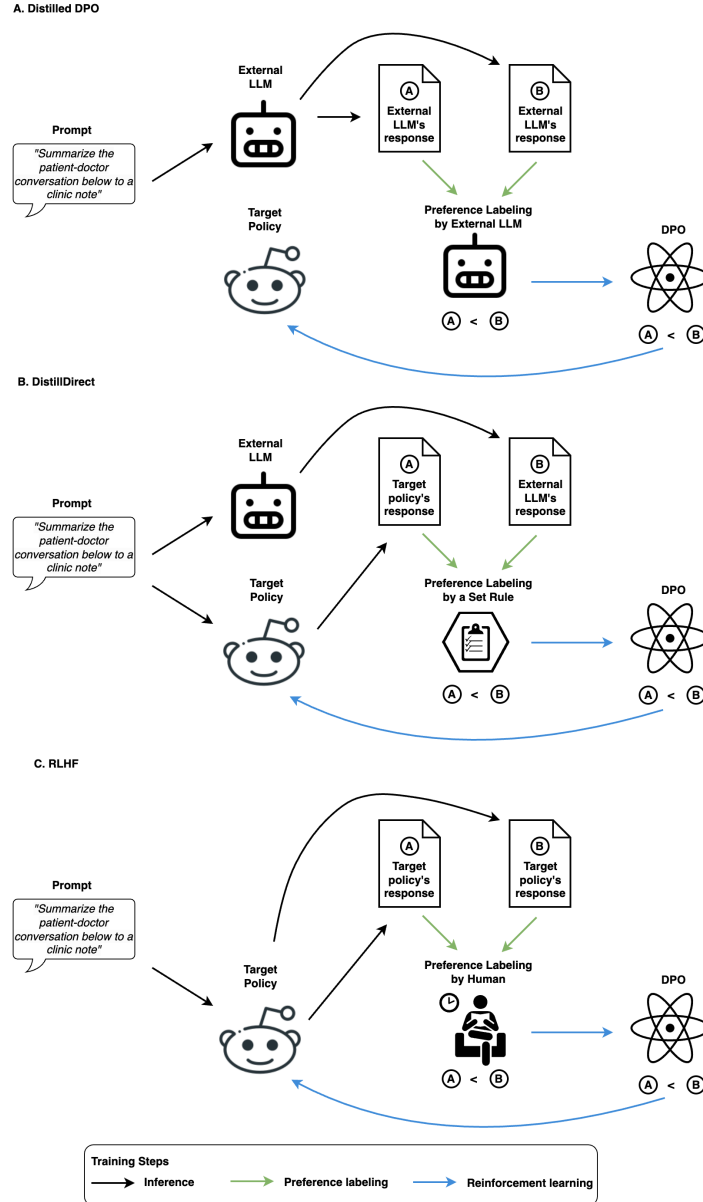 A. Distilled DPO
External
LLM
A
External
LLM's
response
B
External
LLM's
response
Prompt
"Summarize the
patient-doctor
conversation below to a
clinic note"
Target
Policy
Preference Labeling
by External LLM
A < B
DPO
A < B
B. DistillDirect
External
LLM
A
Target
policy's
response
B
External
LLM's
response
Prompt
"Summarize the
patient-doctor
conversation below to a
clinic note"
Target
Policy
Preference Labeling
by a Set Rule
A < B
DPO
A < B
C. RLHF
A
Target
policy's
response
B
Target
policy's
response
Prompt
"Summarize the
patient-doctor
conversation below to a
clinic note"
Target
Policy
Preference Labeling
by Human
A < B
DPO
A < B
Training Steps
Inference
Preference labeling
Reinforcement learning